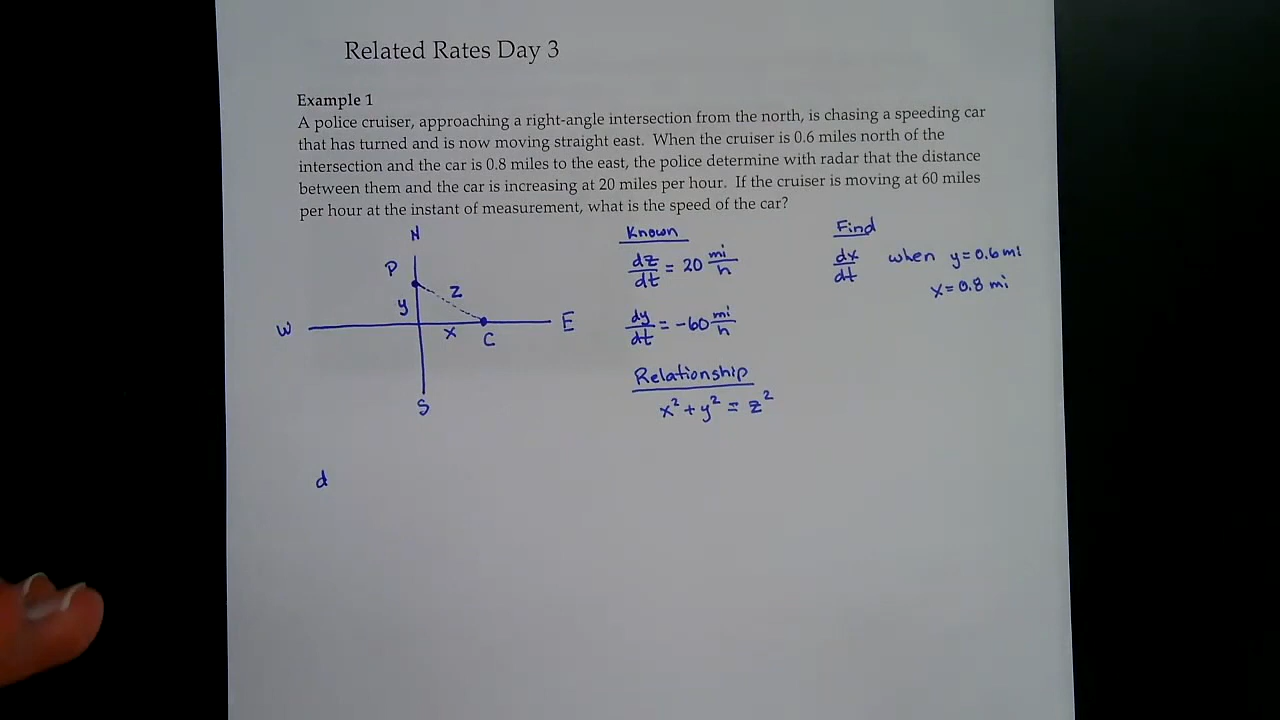 Related Rates Day 3
Example 1
A police cruiser, approaching a right-angle intersection from the north, is chasing a speeding car
that has turned and is now moving straight east. When the cruiser is 0.6 miles north of the
intersection and the car is 0.8 miles to the east, the police determine with radar that the distance
between them and the car is increasing at 20 miles per hour. If the cruiser is moving at 60 miles
per hour at the instant of measurement, what is the speed of the car?
N
P
y
z
W
x
C
E
S
Known
dz/dt = 20 mi/h
dy/dt = -60 mi/h
Relationship
x² + y² = z²
Find
dx/dt when y=0.6 mi
x=0.8 mi
d